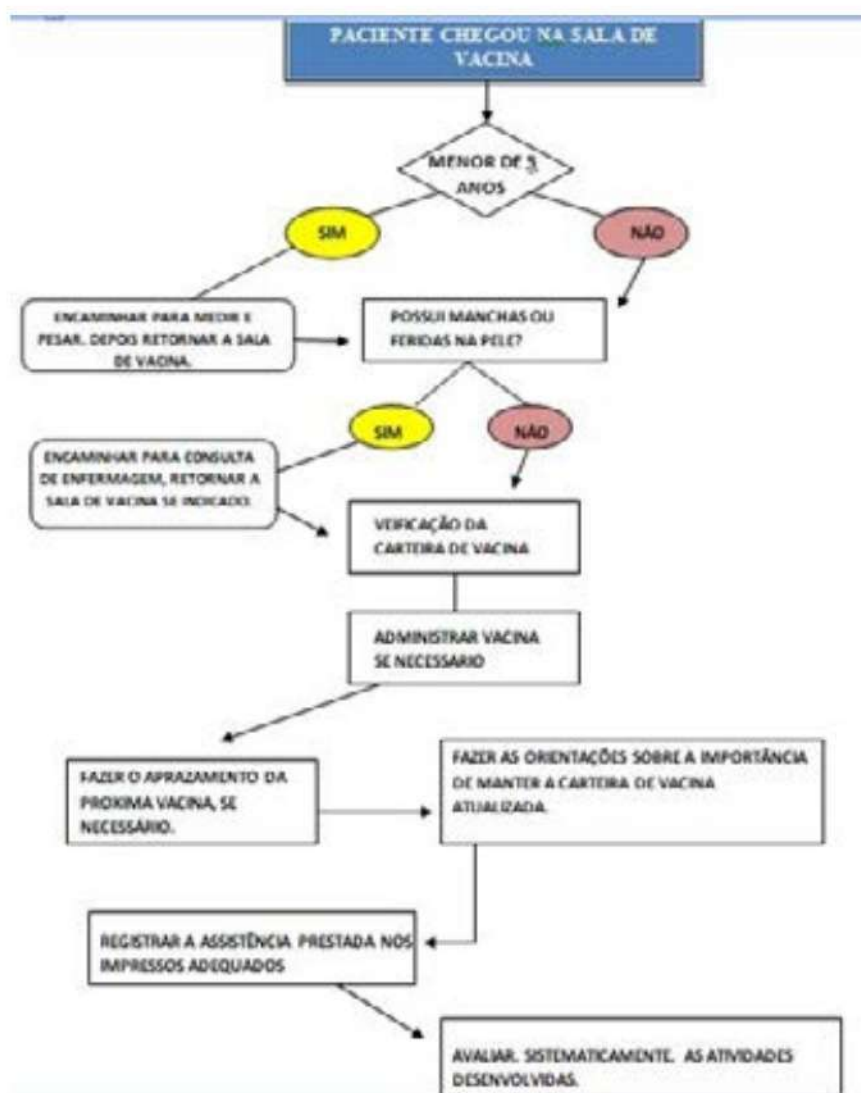 PACIENTE CHEGOU NA SALA DE
VACINA
MENOR DE 5
ANOS
SIM
NÃO
ENCAMINHAR PARA MEDIR E
PESAR. DEPOIS RETORNAR A SALA
DE VACINA.
POSSUI MANCHAS OU
FERIDAS NA PELE?
SIM
NÃO
ENCAMINHAR PARA CONSULTA
DE ENFERMAGEM, RETORNAR A
SALA DE VACINA SE INDICADO.
VEIFICAÇÃO DA
CARTEIRA DE VACINA
ADMINISTRAR VACINA
SE NECESSARIO
FAZER O APRAZAMENTO DA
PROXIMA VACINA, SE
NECESSÁRIO.
FAZER AS ORIENTAÇÕES SOBRE A IMPORTÂNCIA
DE MANTER A CARTEIRA DE VACINA
ATUALIZADA.
REGISTRAR A ASSISTÊNCIA PRESTADA NOS
IMPRESSOS ADEQUADOS
AVALIAR. SISTEMATICAMENTE. AS ATIVIDADES
DESENVOLVIDAS.